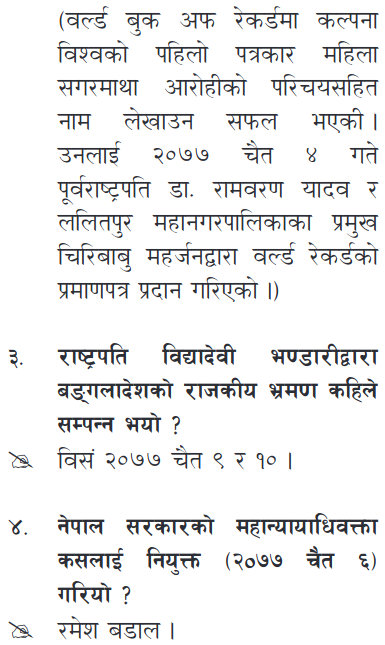 (वर्ल्ड बुक अफ रेकर्डमा कल्पना
विश्वको पहिलो पत्रकार महिला
सगरमाथा आरोहीको परिचयसहित
नाम लेखाउन सफल भएकी ।
उनलाई २०७७ चैत ४ गते
पूर्वराष्ट्रपति डा. रामवरण यादव र
ललितपुर महानगरपालिकाका प्रमुख
चिरिबाबु महर्जनद्वारा वर्ल्ड रेकर्डको
प्रमाणपत्र प्रदान गरिएको ।)
३. राष्ट्रपति विद्यादेवी भण्डारीद्वारा
बङ्गलादेशको राजकीय भ्रमण कहिले
सम्पन्न भयो ?
विसं २०७७ चैत ९ र १० ।
४. नेपाल सरकारको महान्यायाधिवक्ता
कसलाई नियुक्त (२०७७ चैत ६)
गरियो ?
रमेश बडाल ।